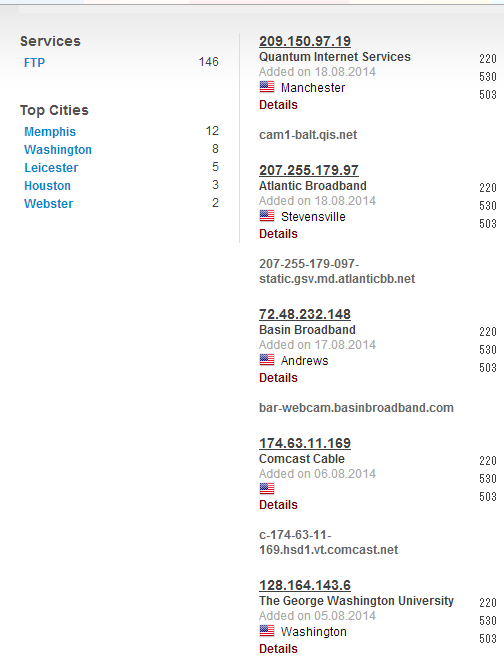 Services
FTP 146
Top Cities
Memphis 12
Washington 8
Leicester 5
Houston 3
Webster 2
209.150.97.19
Quantum Internet Services
220
Added on 18.08.2014
530
Manchester
503
Details
cam1-balt.qis.net
207.255.179.97
Atlantic Broadband
220
Added on 18.08.2014
530
Stevensville
503
Details
207-255-179-097-
static.gsv.md.atlanticbb.net
72.48.232.148
Basin Broadband
220
Added on 17.08.2014
530
Andrews
503
Details
bar-webcam.basinbroadband.com
174.63.11.169
Comcast Cable
220
Added on 06.08.2014
530
503
Details
c-174-63-11-
169.hsd1.vt.comcast.net
128.164.143.6
The George Washington University
220
Added on 05.08.2014
530
Washington
503
Details